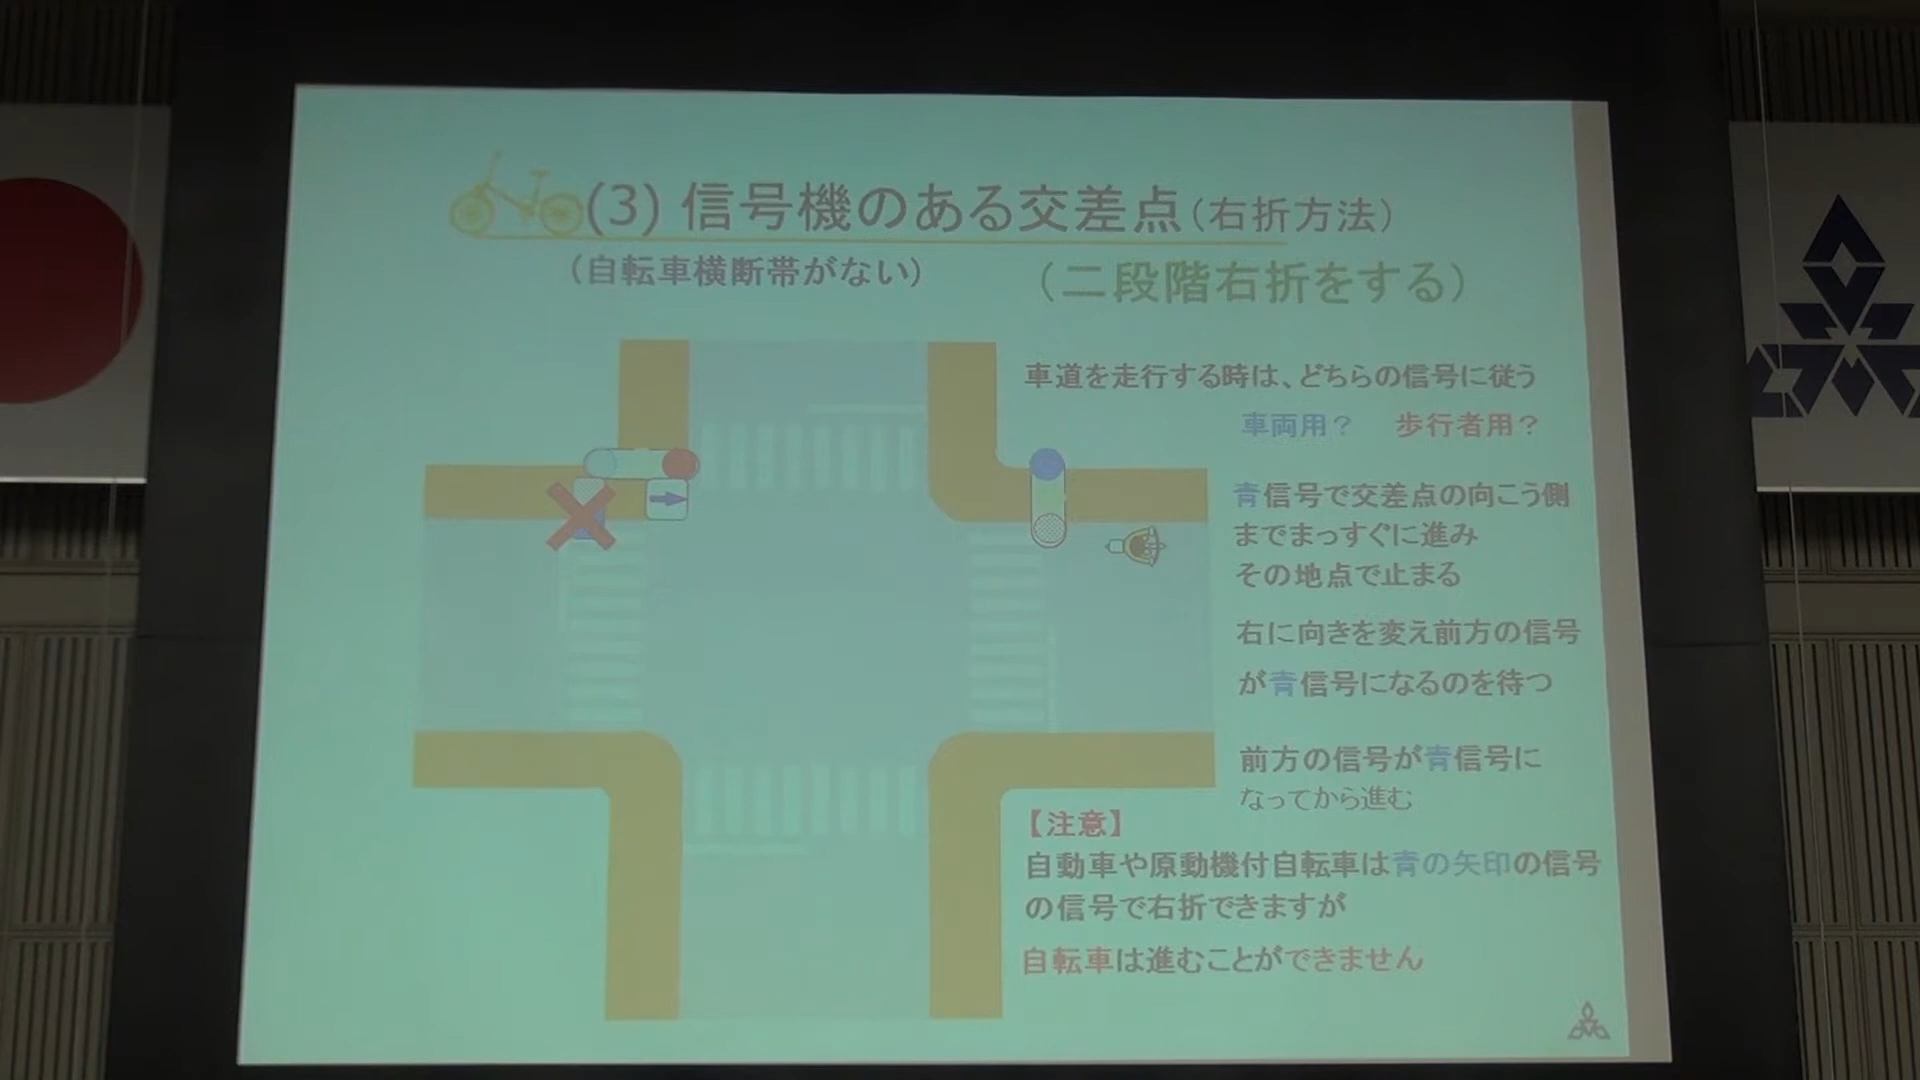 (3) 信号機のある交差点（右折方法）
（自転車横断帯がない）
（二段階右折をする）
車道を走行する時は、どちらの信号に従う
車両用？ 歩行者用？
青信号で交差点の向こう側
までまっすぐに進み
その地点で止まる
右に向きを変え前方の信号
が青信号になるのを待つ
前方の信号が青信号に
なってから進む
【注意】
自動車や原動機付自転車は青の矢印の信号
の信号で右折できますが
自転車は進むことができません